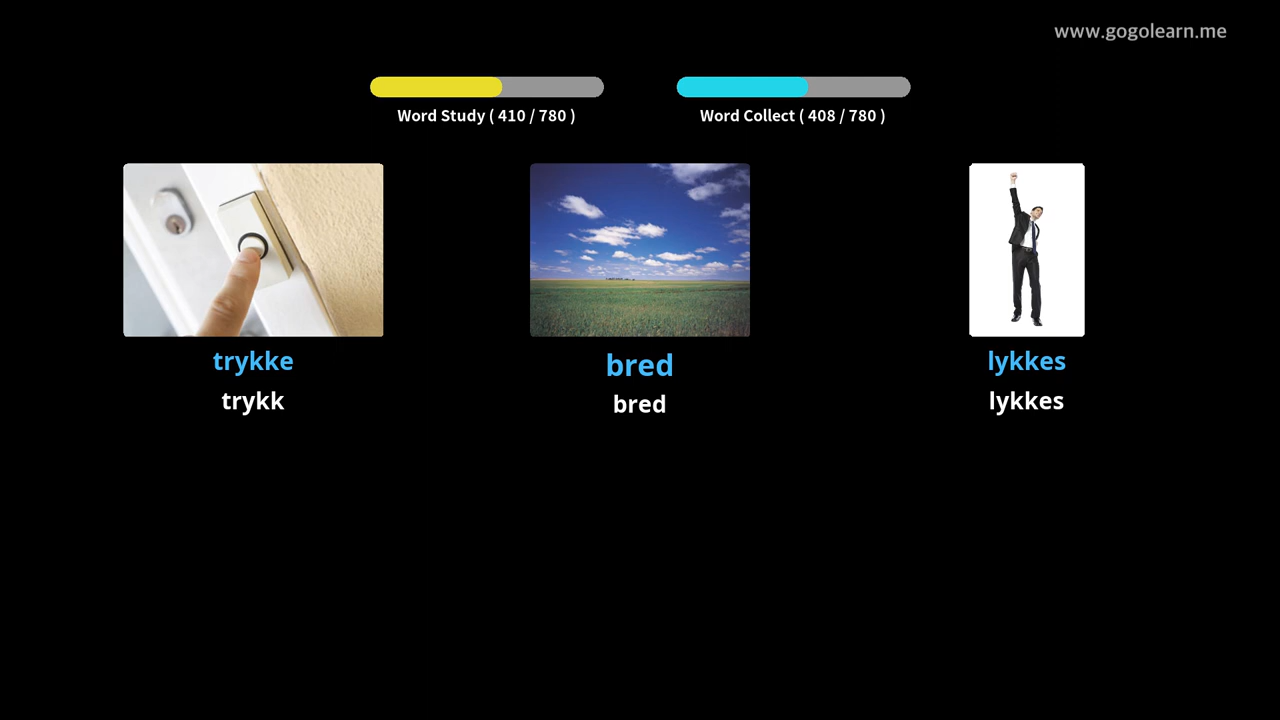 www.gogolearn.me
Word Study ( 410 / 780 )
Word Collect ( 408 / 780 )
trykke
trykk
bred
bred
lykkes
lykkes